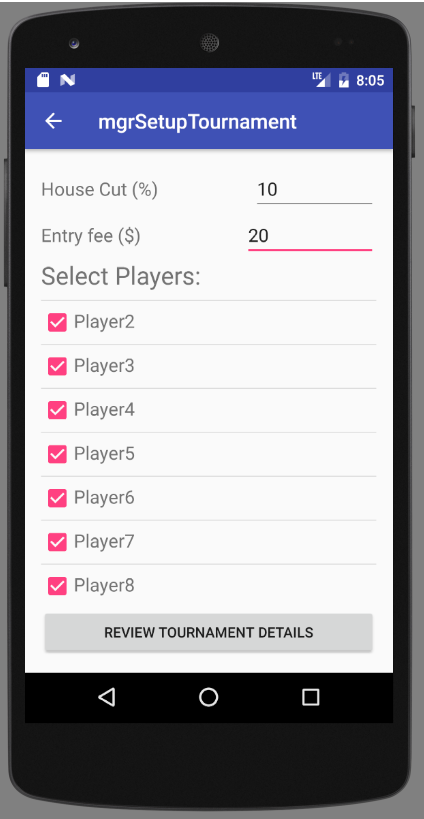 LTE 8:05
mgrSetupTournament
House Cut (%) 10
Entry fee ($) 20
Select Players:
Player2
Player3
Player4
Player5
Player6
Player7
Player8
REVIEW TOURNAMENT DETAILS